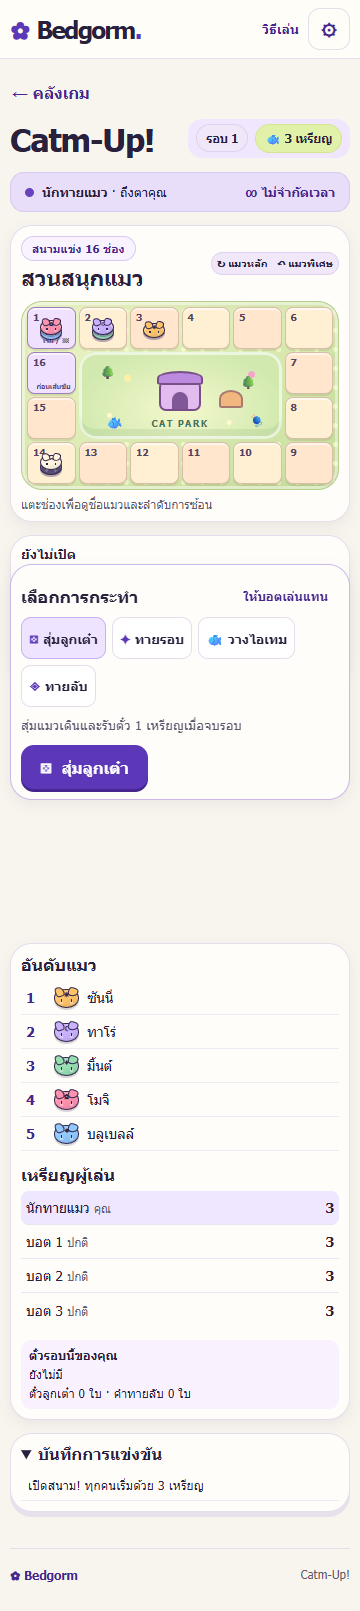 Bedgorm.
วิธีเล่น
← คลังเกม
Catm-Up!
รอบ 1
3 เหรียญ
นักทายแมว · ถึงตาคุณ
∞ ไม่จำกัดเวลา
สนามแข่ง 16 ช่อง
สวนสนุกแมว
↻ แมวหลัก ↶ แมวพิเศษ
1 2 3 4 5 6
16 7
ก่อนเส้นชัย
15 8
CAT PARK
14 13 12 11 10 9
แตะช่องเพื่อดูชื่อแมวและลำดับการซ้อน
ยังไม่เปิด
เลือกการกระทำ
ให้บอตเล่นแทน
สุ่มลูกเต๋า
ทายรอบ
วางไอเทม
ทายลับ
สุ่มแมวเดินและรับตั๋ว 1 เหรียญเมื่อจบรอบ
สุ่มลูกเต๋า
อันดับแมว
1 ซันนี่
2 ทาโร่
3 มิ้นต์
4 โมจิ
5 บลูเบลล์
เหรียญผู้เล่น
นักทายแมว คุณ 3
บอต 1 ปกติ 3
บอต 2 ปกติ 3
บอต 3 ปกติ 3
ตั๋วรอบนี้ของคุณ
ยังไม่มี
ตั๋วลูกเต๋า 0 ใบ · คำทายลับ 0 ใบ
▼ บันทึกการแข่งขัน
เปิดสนาม! ทุกคนเริ่มด้วย 3 เหรียญ
Bedgorm
Catm-Up!